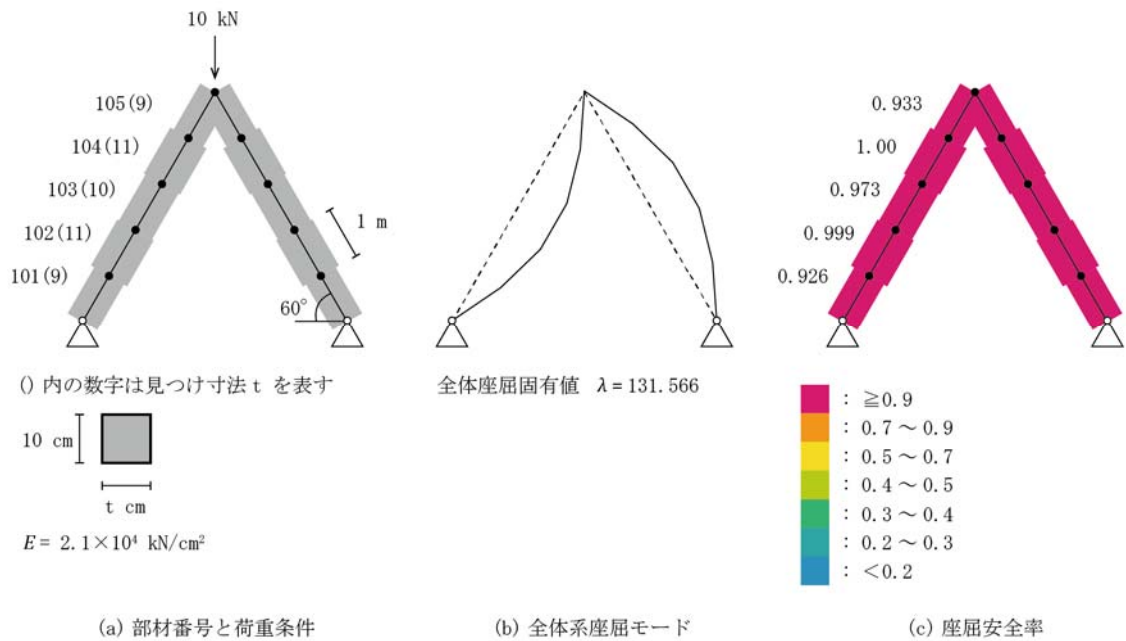 10 kN
105(9)
104(11)
103(10)
102(11)
101(9)
1 m
60°
() 内の数字は見つけ寸法 t を表す
10 cm
t cm
E = 2.1×10⁴ kN/cm²
(a) 部材番号と荷重条件
全体座屈固有値 λ = 131.566
(b) 全体系座屈モード
0.933
1.00
0.973
0.999
0.926
: ≧0.9
: 0.7～0.9
: 0.5～0.7
: 0.4～0.5
: 0.3～0.4
: 0.2～0.3
: ＜0.2
(c) 座屈安全率